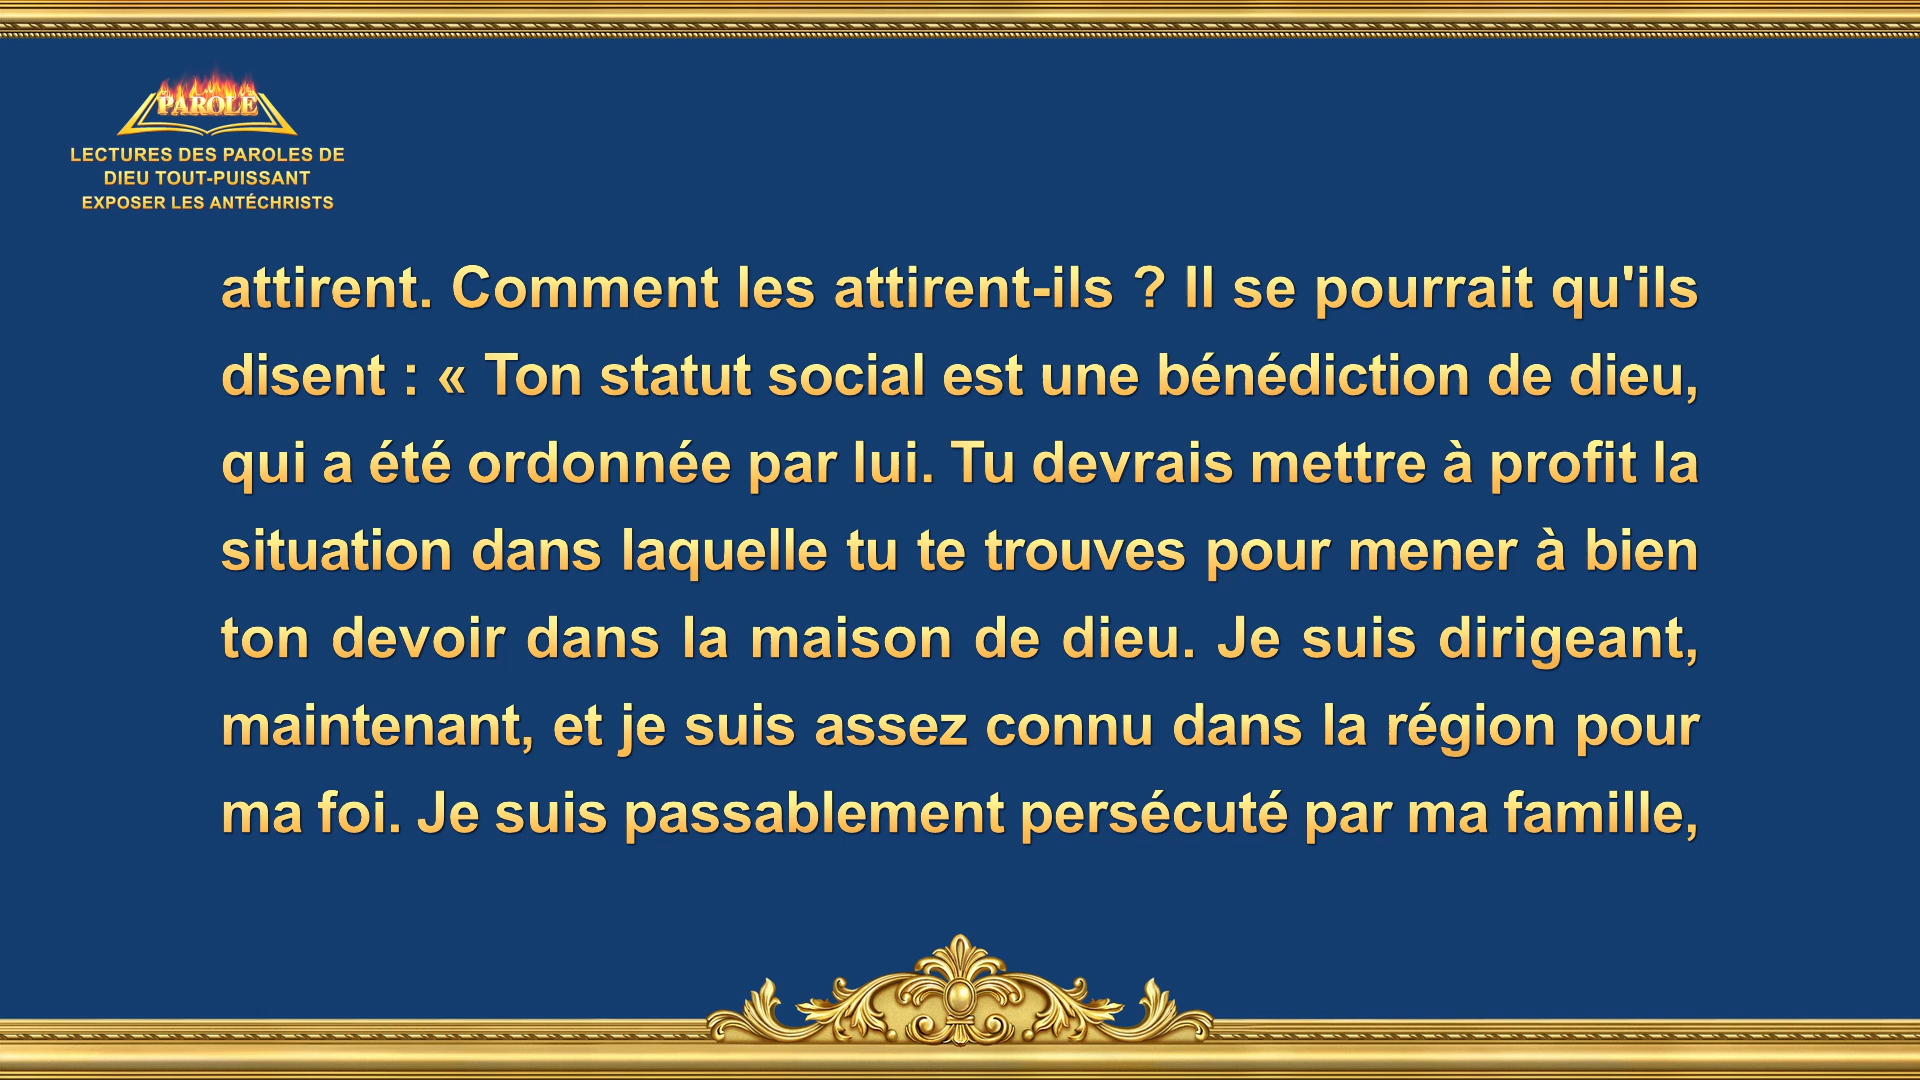 PAROLE
LECTURES DES PAROLES DE
DIEU TOUT-PUISSANT
EXPOSER LES ANTÉCHRISTS
attirent. Comment les attirent-ils ? Il se pourrait qu'ils
disent : « Ton statut social est une bénédiction de dieu,
qui a été ordonnée par lui. Tu devrais mettre à profit la
situation dans laquelle tu te trouves pour mener à bien
ton devoir dans la maison de dieu. Je suis dirigeant,
maintenant, et je suis assez connu dans la région pour
ma foi. Je suis passablement persécuté par ma famille,